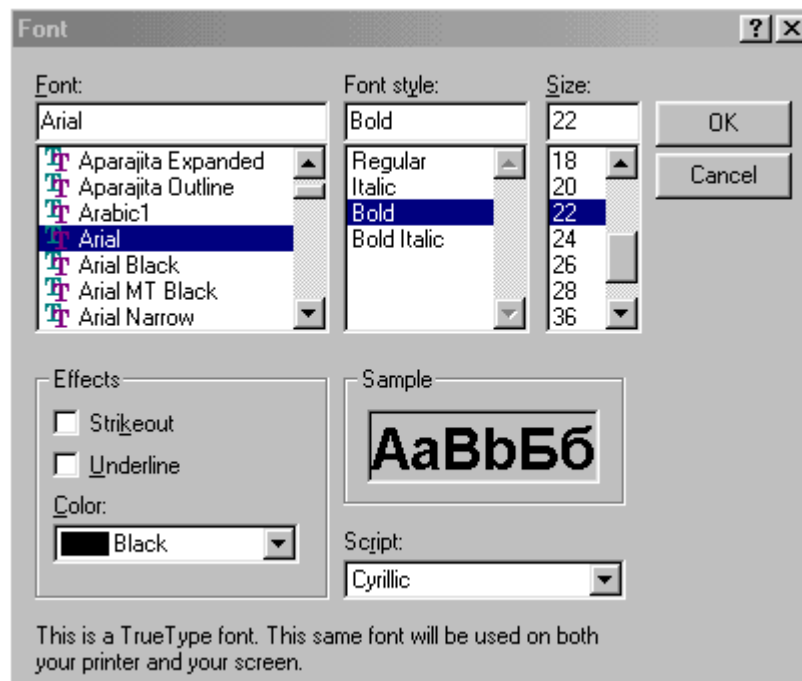 Font
Font:
Font style:
Size:
Arial
Bold
22
OK
Cancel
Aparajita Expanded
Aparajita Outline
Arabic1
Arial
Arial Black
Arial MT Black
Arial Narrow
Regular
Italic
Bold
Bold Italic
18
20
22
24
26
28
36
Effects
Strikeout
Underline
Color:
Black
Sample
AaBbБб
Script:
Cyrillic
This is a TrueType font. This same font will be used on both
your printer and your screen.